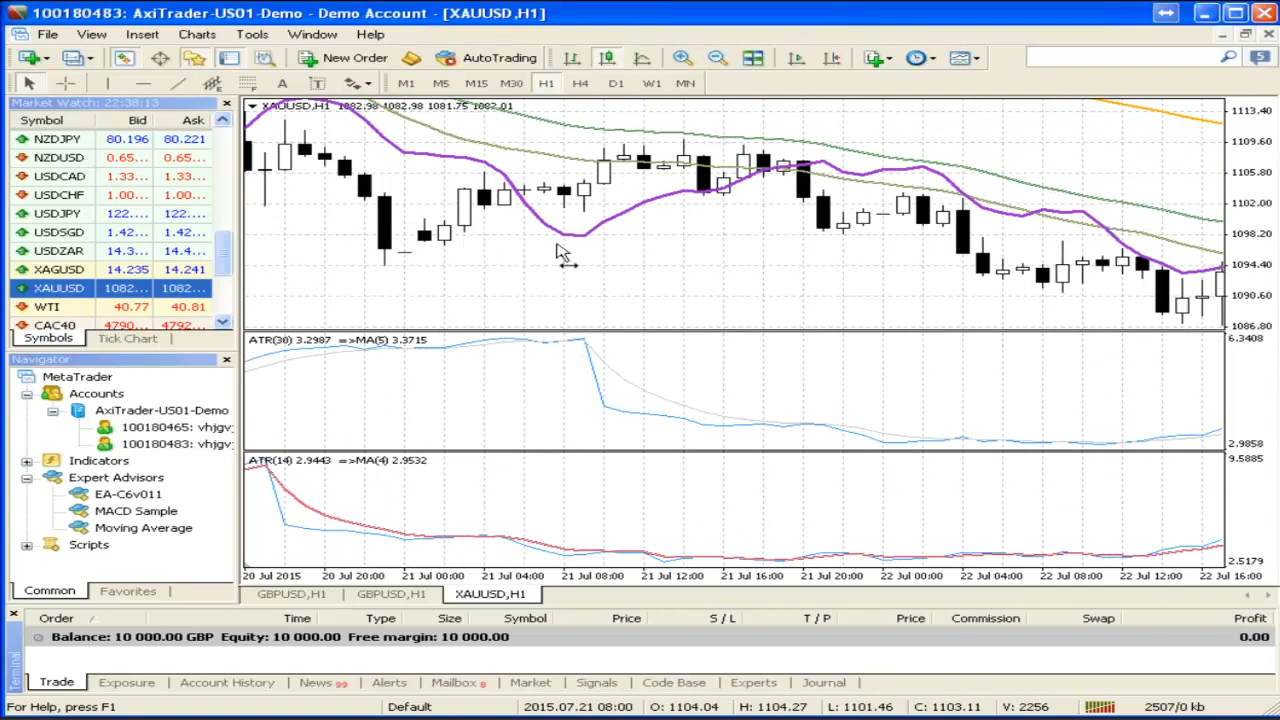 100180483: AxiTrader-US01-Demo - Demo Account - [XAUUSD,H1]
File View Insert Charts Tools Window Help
New Order AutoTrading 5
A T M1 M5 M15 M30 H1 H4 D1 W1 MN
Market Watch: 22:38:13
Symbol Bid Ask
NZDJPY 80.196 80.221
NZDUSD 0.65... 0.65...
USDCAD 1.33... 1.33...
USDCHF 1.00... 1.00...
USDJPY 122.... 122....
USDSGD 1.42... 1.42...
USDZAR 14.3... 14.4...
XAGUSD 14.235 14.241
XAUUSD 1082... 1082...
WTI 40.77 40.81
CAC40 4790... 4792...
Symbols Tick Chart
Navigator
MetaTrader
Accounts
AxiTrader-US01-Demo
100180465: vhjgv
100180483: vhjgv
Indicators
Expert Advisors
EA-C6v011
MACD Sample
Moving Average
Scripts
Common Favorites
XAUUSD,H1 1082.98 1082.98 1081.75 1082.01
1113.40
1109.60
1105.80
1102.00
1098.20
1094.40
1090.60
1086.80
ATR(30) 3.2987 =>MA(5) 3.3715
6.3408
2.9858
ATR(14) 2.9443 =>MA(4) 2.9532
9.5885
2.5179
20 Jul 2015 20 Jul 20:00 21 Jul 00:00 21 Jul 04:00 21 Jul 08:00 21 Jul 12:00 21 Jul 16:00 21 Jul 20:00 22 Jul 00:00 22 Jul 04:00 22 Jul 08:00 22 Jul 12:00 22 Jul 16:00
GBPUSD,H1 GBPUSD,H1 XAUUSD,H1
Order Time Type Size Symbol Price S / L T / P Price Commission Swap Profit
Balance: 10 000.00 GBP Equity: 10 000.00 Free margin: 10 000.00 0.00
Terminal
Trade Exposure Account History News 99 Alerts Mailbox 8 Market Signals Code Base Experts Journal
For Help, press F1 Default 2015.07.21 08:00 O: 1104.04 H: 1104.27 L: 1101.46 C: 1103.11 V: 2256 2507/0 kb